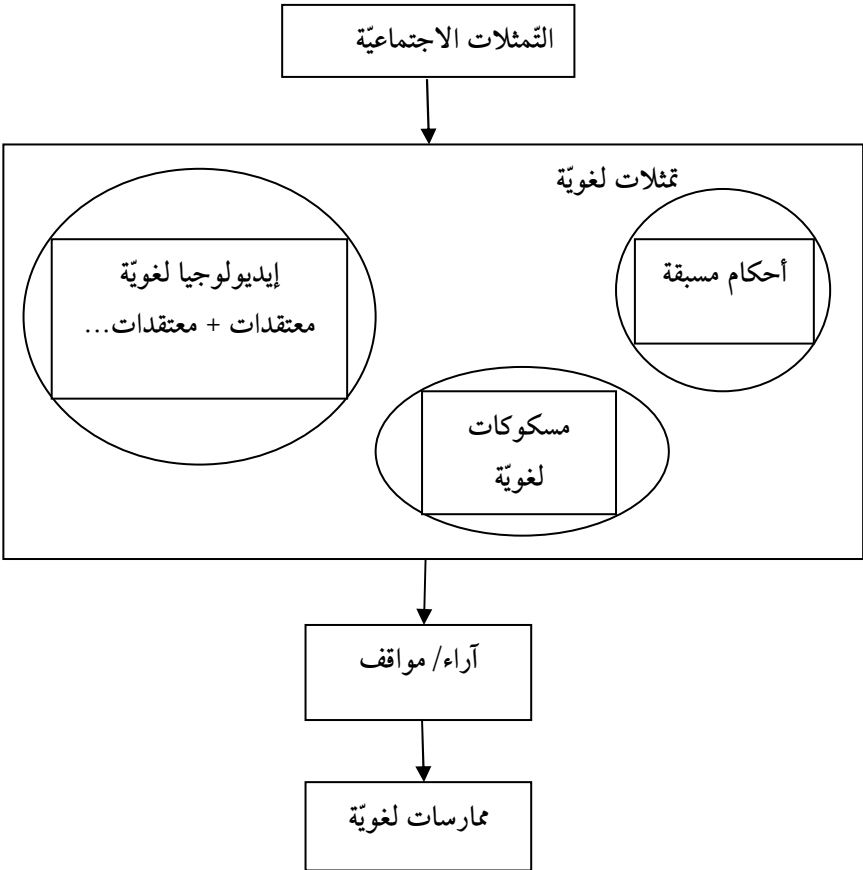 التّمثلات الاجتماعيّة
تمثلات لغويّة
أحكام مسبقة
إيديولوجيا لغويّة
معتقدات + معتقدات...
مسكوكات
لغويّة
آراء/ مواقف
ممارسات لغويّة